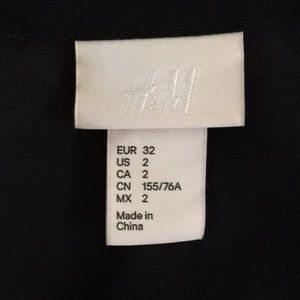 H&M
EUR 32
US 2
CA 2
CN 155/76A
MX 2
Made in
China